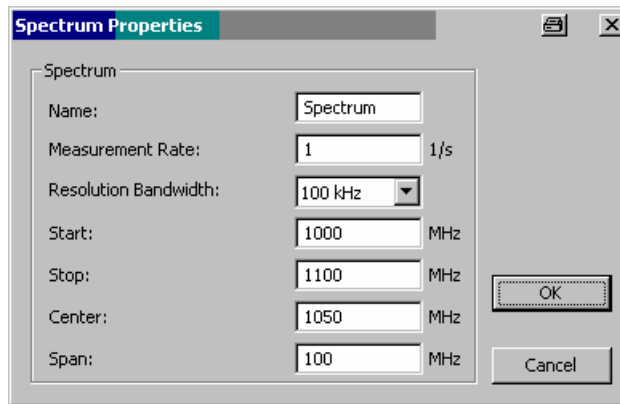 Spectrum Properties
Spectrum
Name: Spectrum
Measurement Rate: 1 1/s
Resolution Bandwidth: 100 kHz
Start: 1000 MHz
Stop: 1100 MHz
Center: 1050 MHz
Span: 100 MHz
OK
Cancel